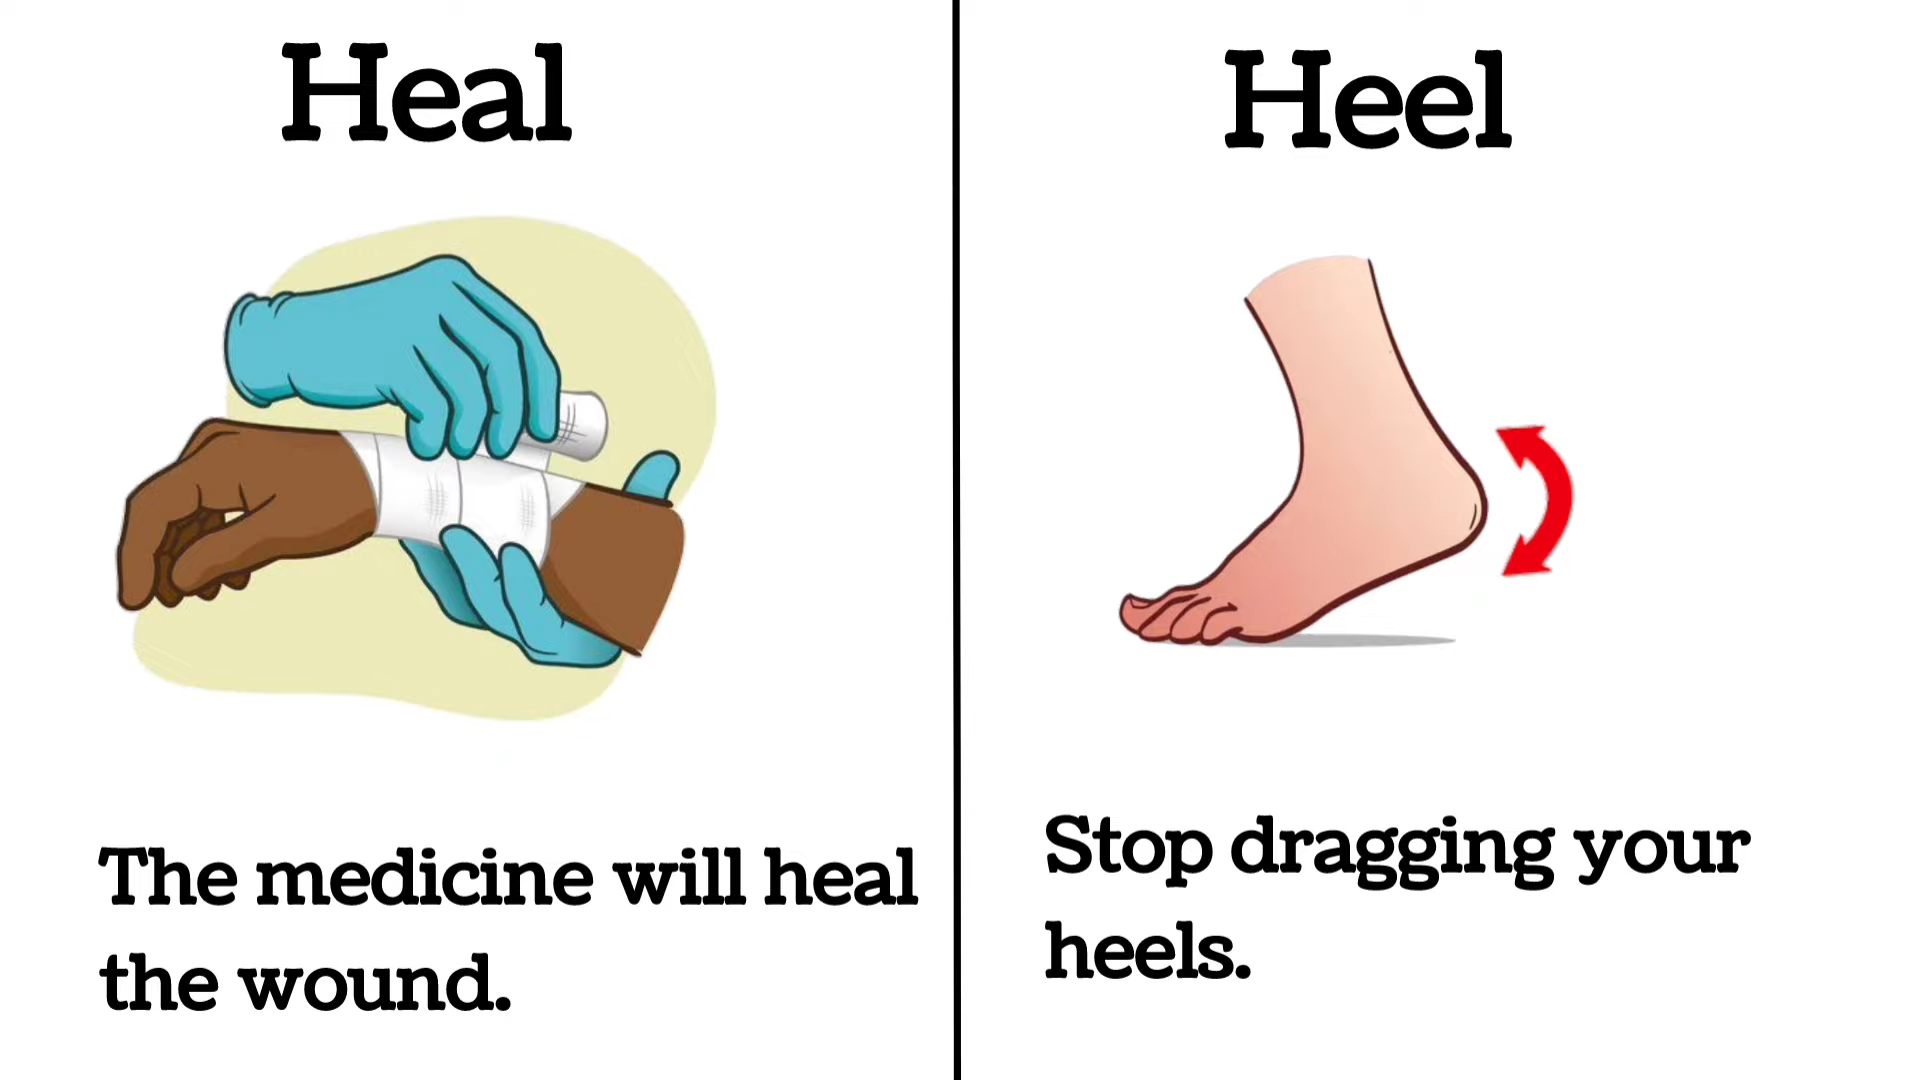 Heal
The medicine will heal
the wound.
Heel
Stop dragging your
heels.